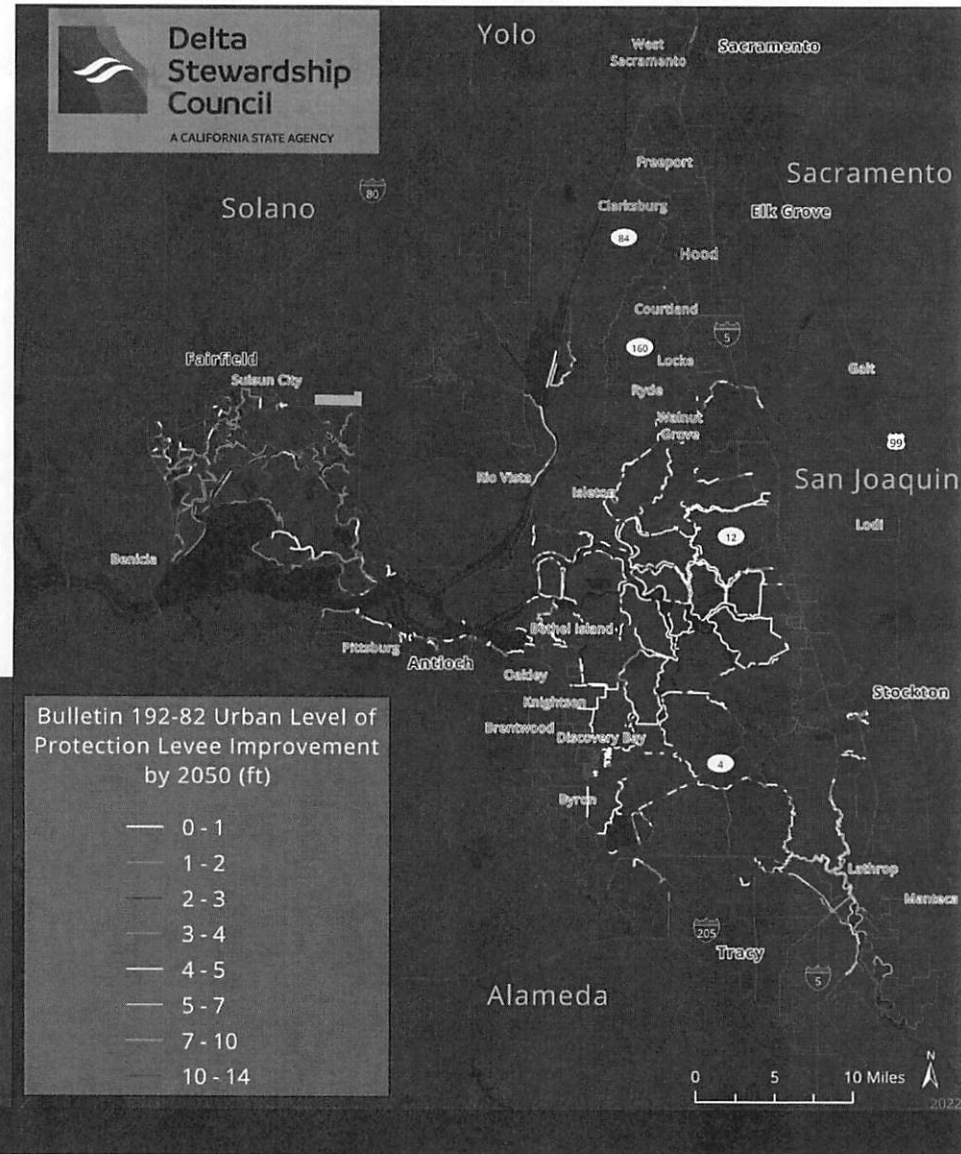 Delta
Stewardship
Council
A CALIFORNIA STATE AGENCY
Yolo
West
Sacramento
Sacramento
Freeport
Sacramento
80
Solano
Clarksburg
Elk Grove
84
Hood
Courtland
5
160
Locke
Fairfield
Suisun City
Galt
Ryde
Walnut
Grove
99
Rio Vista
San Joaquin
Isleton
Lodi
12
Benicia
Bethel Island
Pittsburg
Antioch
Oakley
Stockton
Knightsen
Brentwood
Discovery Bay
4
Byron
Lathrop
Manteca
205
Tracy
5
Alameda
Bulletin 192-82 Urban Level of
Protection Levee Improvement
by 2050 (ft)
0 - 1
1 - 2
2 - 3
3 - 4
4 - 5
5 - 7
7 - 10
10 - 14
0 5 10 Miles
N
2022